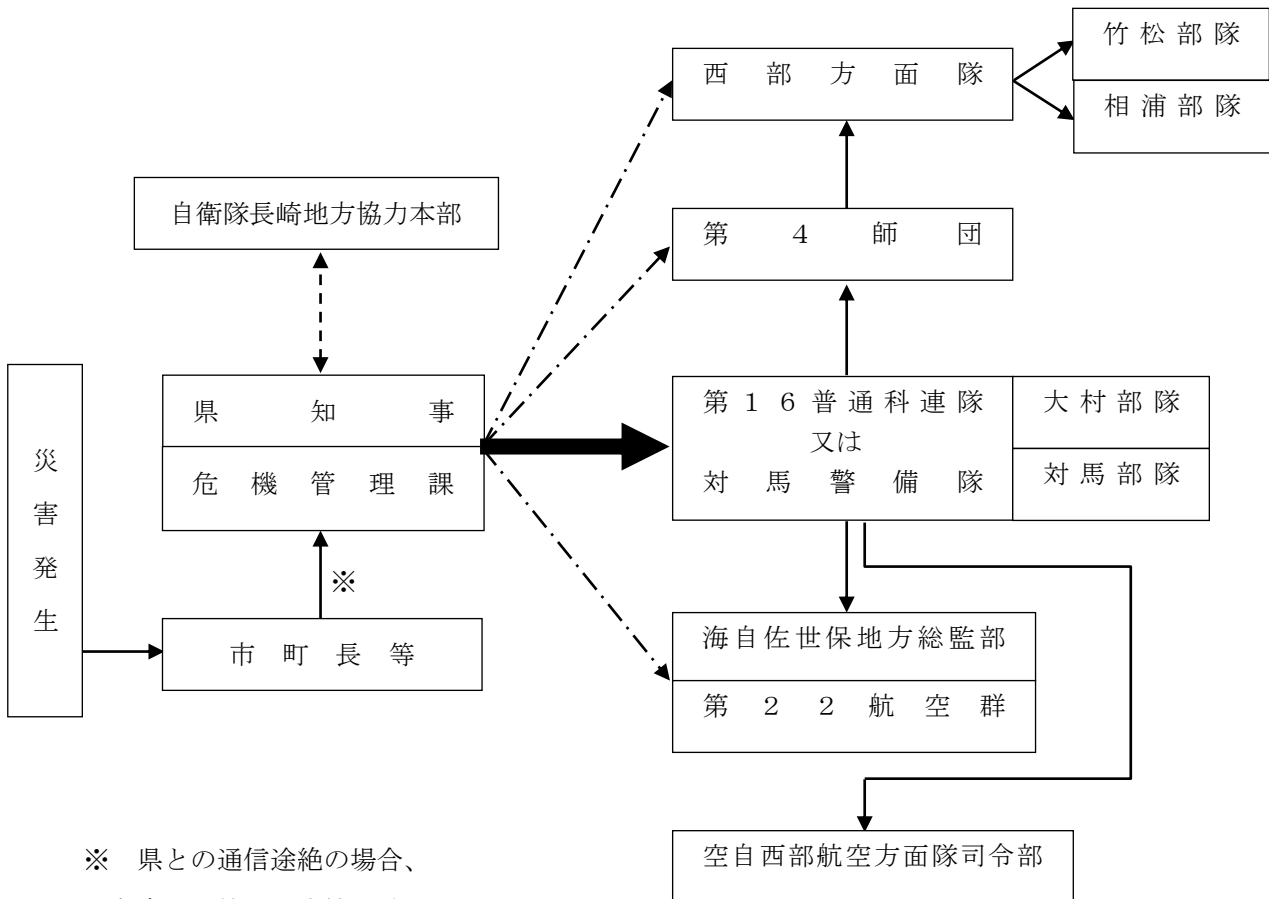 竹松部隊
西部方面隊
相浦部隊
自衛隊長崎地方協力本部
第４師団
県知事
危機管理課
第１６普通科連隊
又は
対馬警備隊
大村部隊
対馬部隊
災害発生
※
市町長等
海自佐世保地方総監部
第２２航空群
空自西部航空方面隊司令部
※　県との通信途絶の場合、